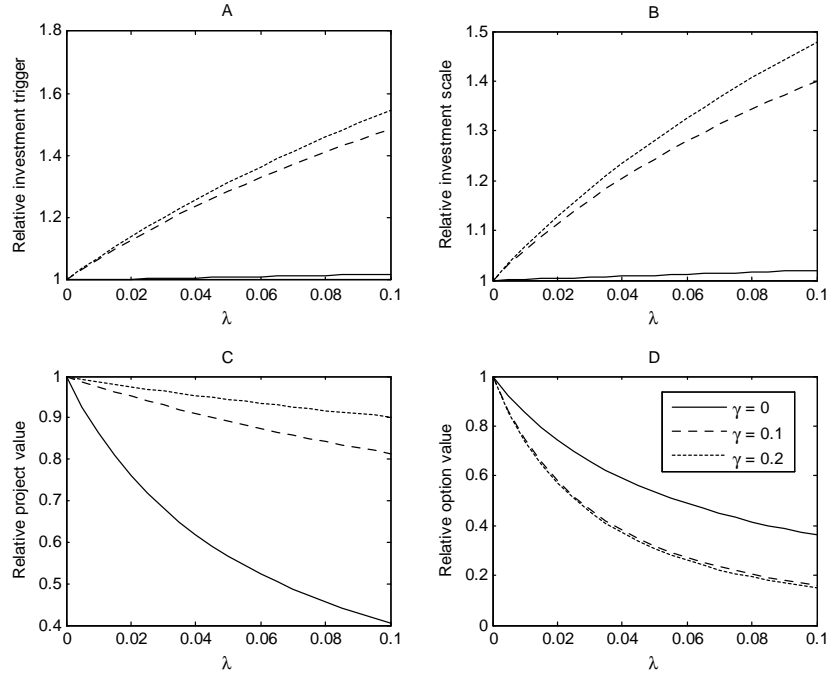 A
Relative investment trigger
1.8
1.6
1.4
1.2
1
0 0.02 0.04 0.06 0.08 0.1
λ
B
Relative investment scale
1.5
1.4
1.3
1.2
1.1
1
0 0.02 0.04 0.06 0.08 0.1
λ
C
Relative project value
1
0.9
0.8
0.7
0.6
0.5
0.4
0 0.02 0.04 0.06 0.08 0.1
λ
D
Relative option value
1
0.8
0.6
0.4
0.2
0
0 0.02 0.04 0.06 0.08 0.1
λ
γ = 0
γ = 0.1
γ = 0.2